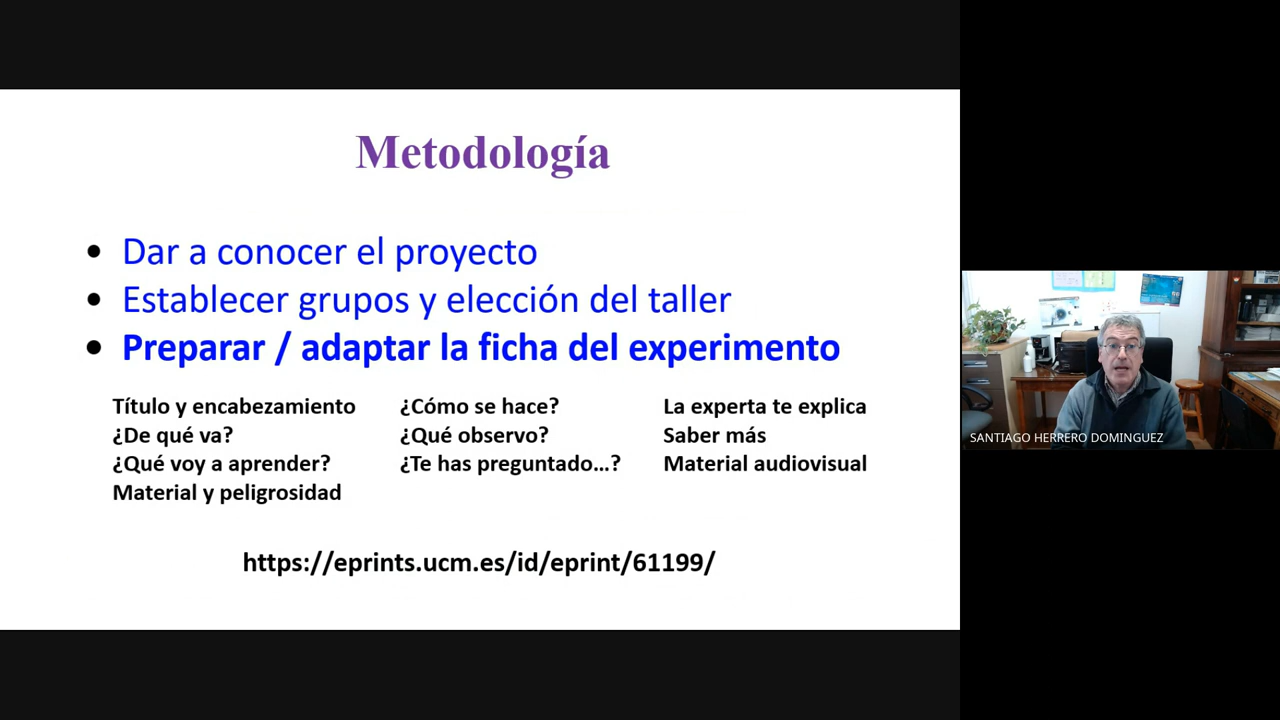 Metodología
• Dar a conocer el proyecto
• Establecer grupos y elección del taller
• Preparar / adaptar la ficha del experimento
Título y encabezamiento
¿De qué va?
¿Qué voy a aprender?
Material y peligrosidad
¿Cómo se hace?
¿Qué observo?
¿Te has preguntado...?
La experta te explica
Saber más
Material audiovisual
https://eprints.ucm.es/id/eprint/61199/
SANTIAGO HERRERO DOMINGUEZ